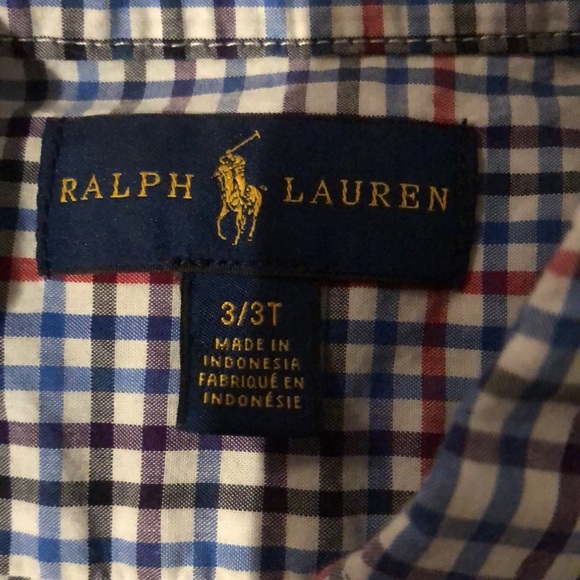 RALPH LAUREN
3/3T
MADE IN
INDONESIA
FABRIQUÉ EN
INDONÉSIE